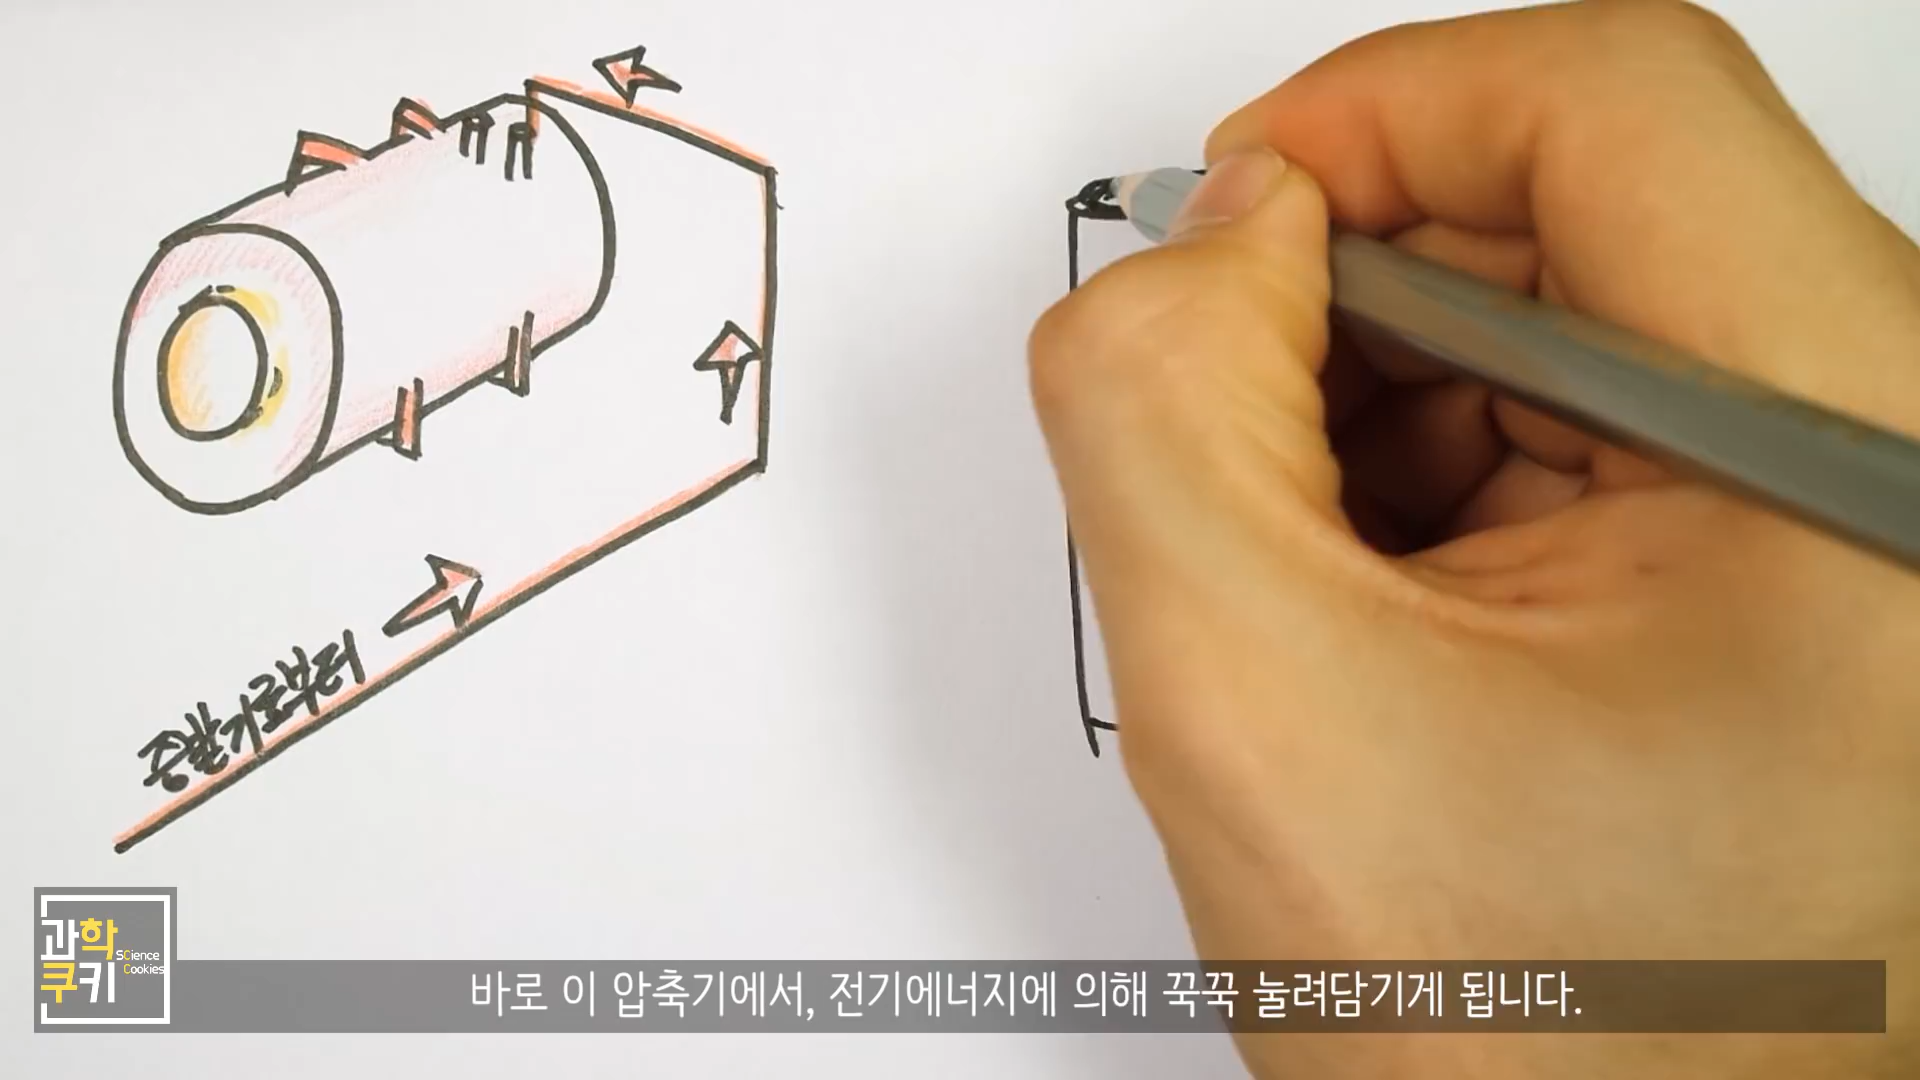 증발기로부터
과학
쿠키
SCience
Cookies
바로 이 압축기에서, 전기에너지에 의해 꾹꾹 눌려담기게 됩니다.